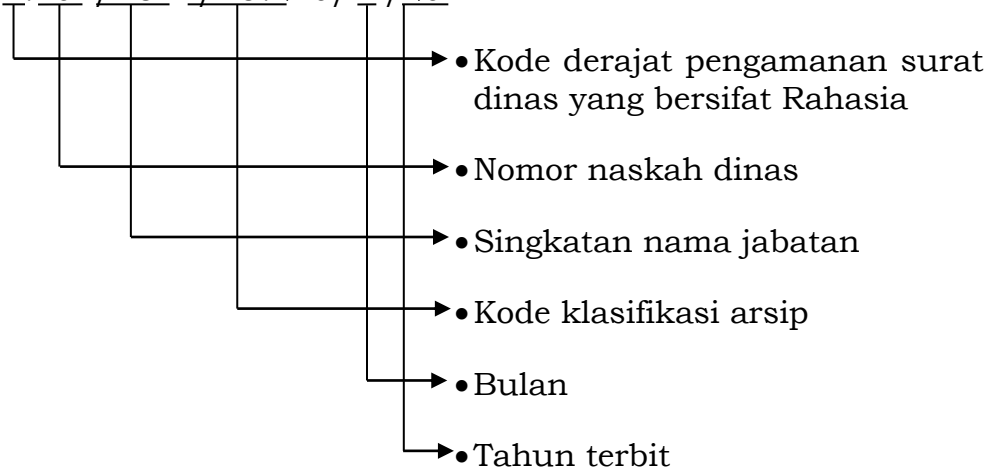 • Kode derajat pengamanan surat
dinas yang bersifat Rahasia
• Nomor naskah dinas
• Singkatan nama jabatan
• Kode klasifikasi arsip
• Bulan
• Tahun terbit